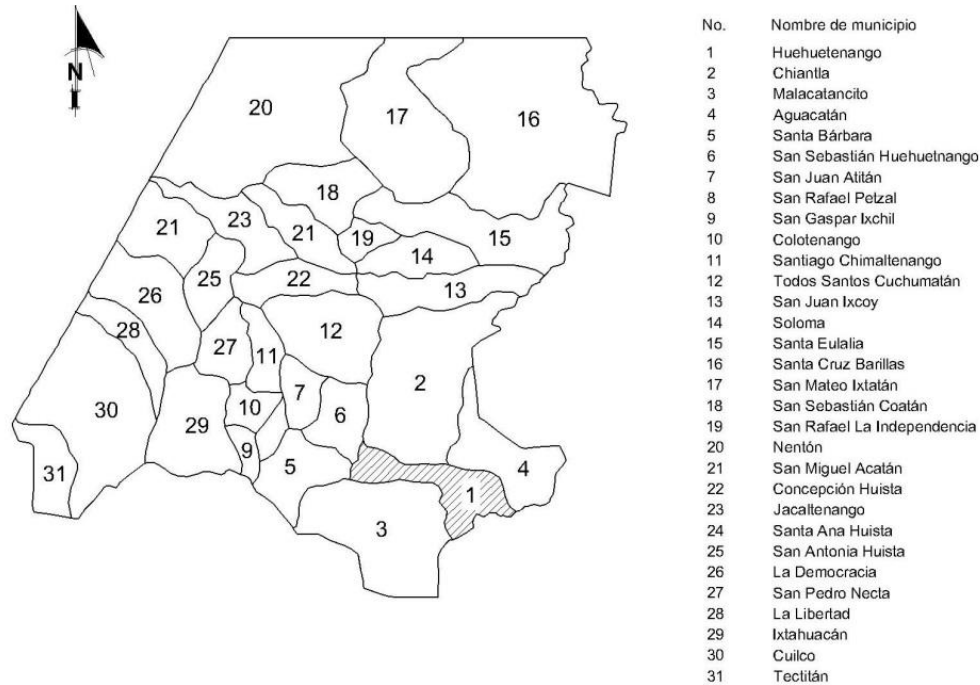 N
20
17
16
18
21
23
21
19
15
14
25
22
13
26
28
12
27
11
2
30
7
10
6
29
9
5
4
31
1
3
No. Nombre de municipio
1 Huehuetenango
2 Chiantla
3 Malacatancito
4 Aguacatán
5 Santa Bárbara
6 San Sebastián Huehuetnango
7 San Juan Atitán
8 San Rafael Petzal
9 San Gaspar Ixchil
10 Colotenango
11 Santiago Chimaltenango
12 Todos Santos Cuchumatán
13 San Juan Ixcoy
14 Soloma
15 Santa Eulalia
16 Santa Cruz Barillas
17 San Mateo Ixtatán
18 San Sebastián Coatán
19 San Rafael La Independencia
20 Nentón
21 San Miguel Acatán
22 Concepción Huista
23 Jacaltenango
24 Santa Ana Huista
25 San Antonia Huista
26 La Democracia
27 San Pedro Necta
28 La Libertad
29 Ixtahuacán
30 Cuilco
31 Tectitán